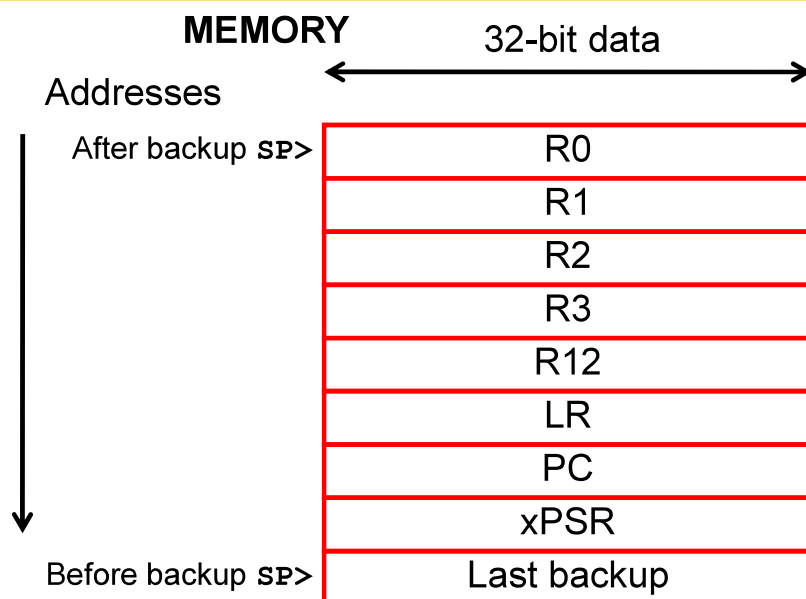 MEMORY
32-bit data
Addresses
After backup SP>
R0
R1
R2
R3
R12
LR
PC
xPSR
Before backup SP>
Last backup